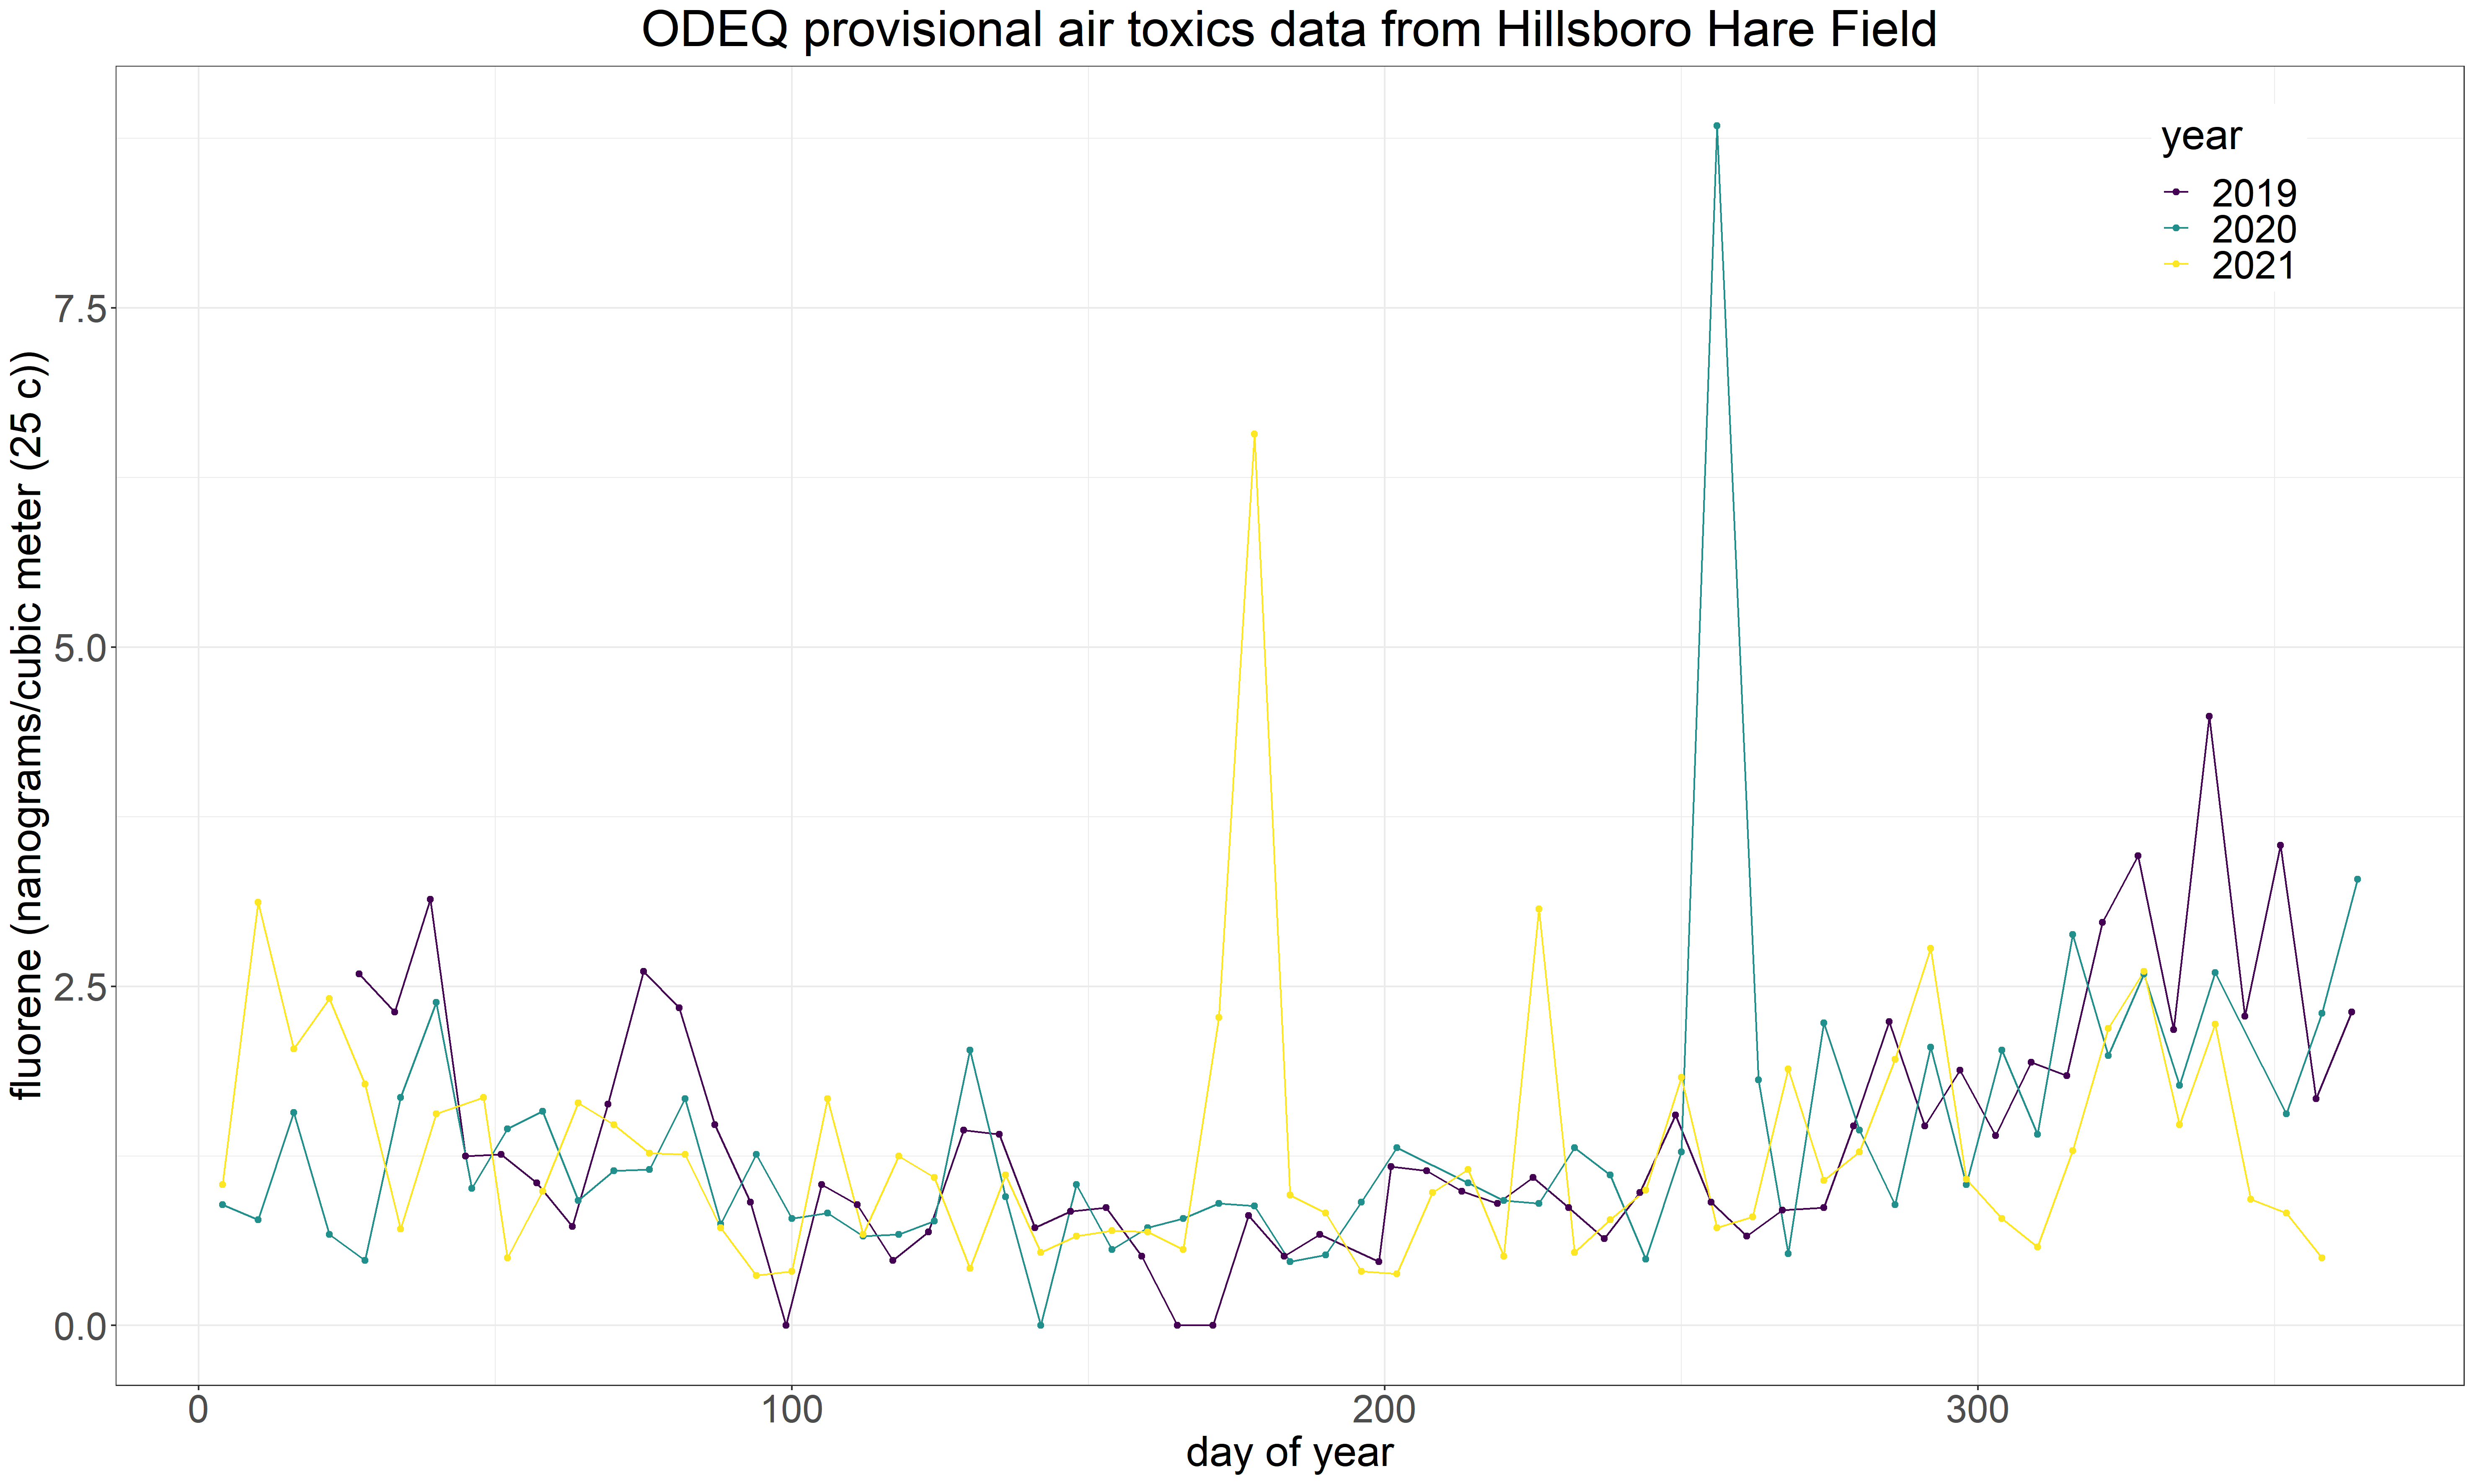 ODEQ provisional air toxics data from Hillsboro Hare Field
year
2019
2020
2021
7.5
5.0
2.5
0.0
fluorene (nanograms/cubic meter (25 c))
0 100 200 300
day of year